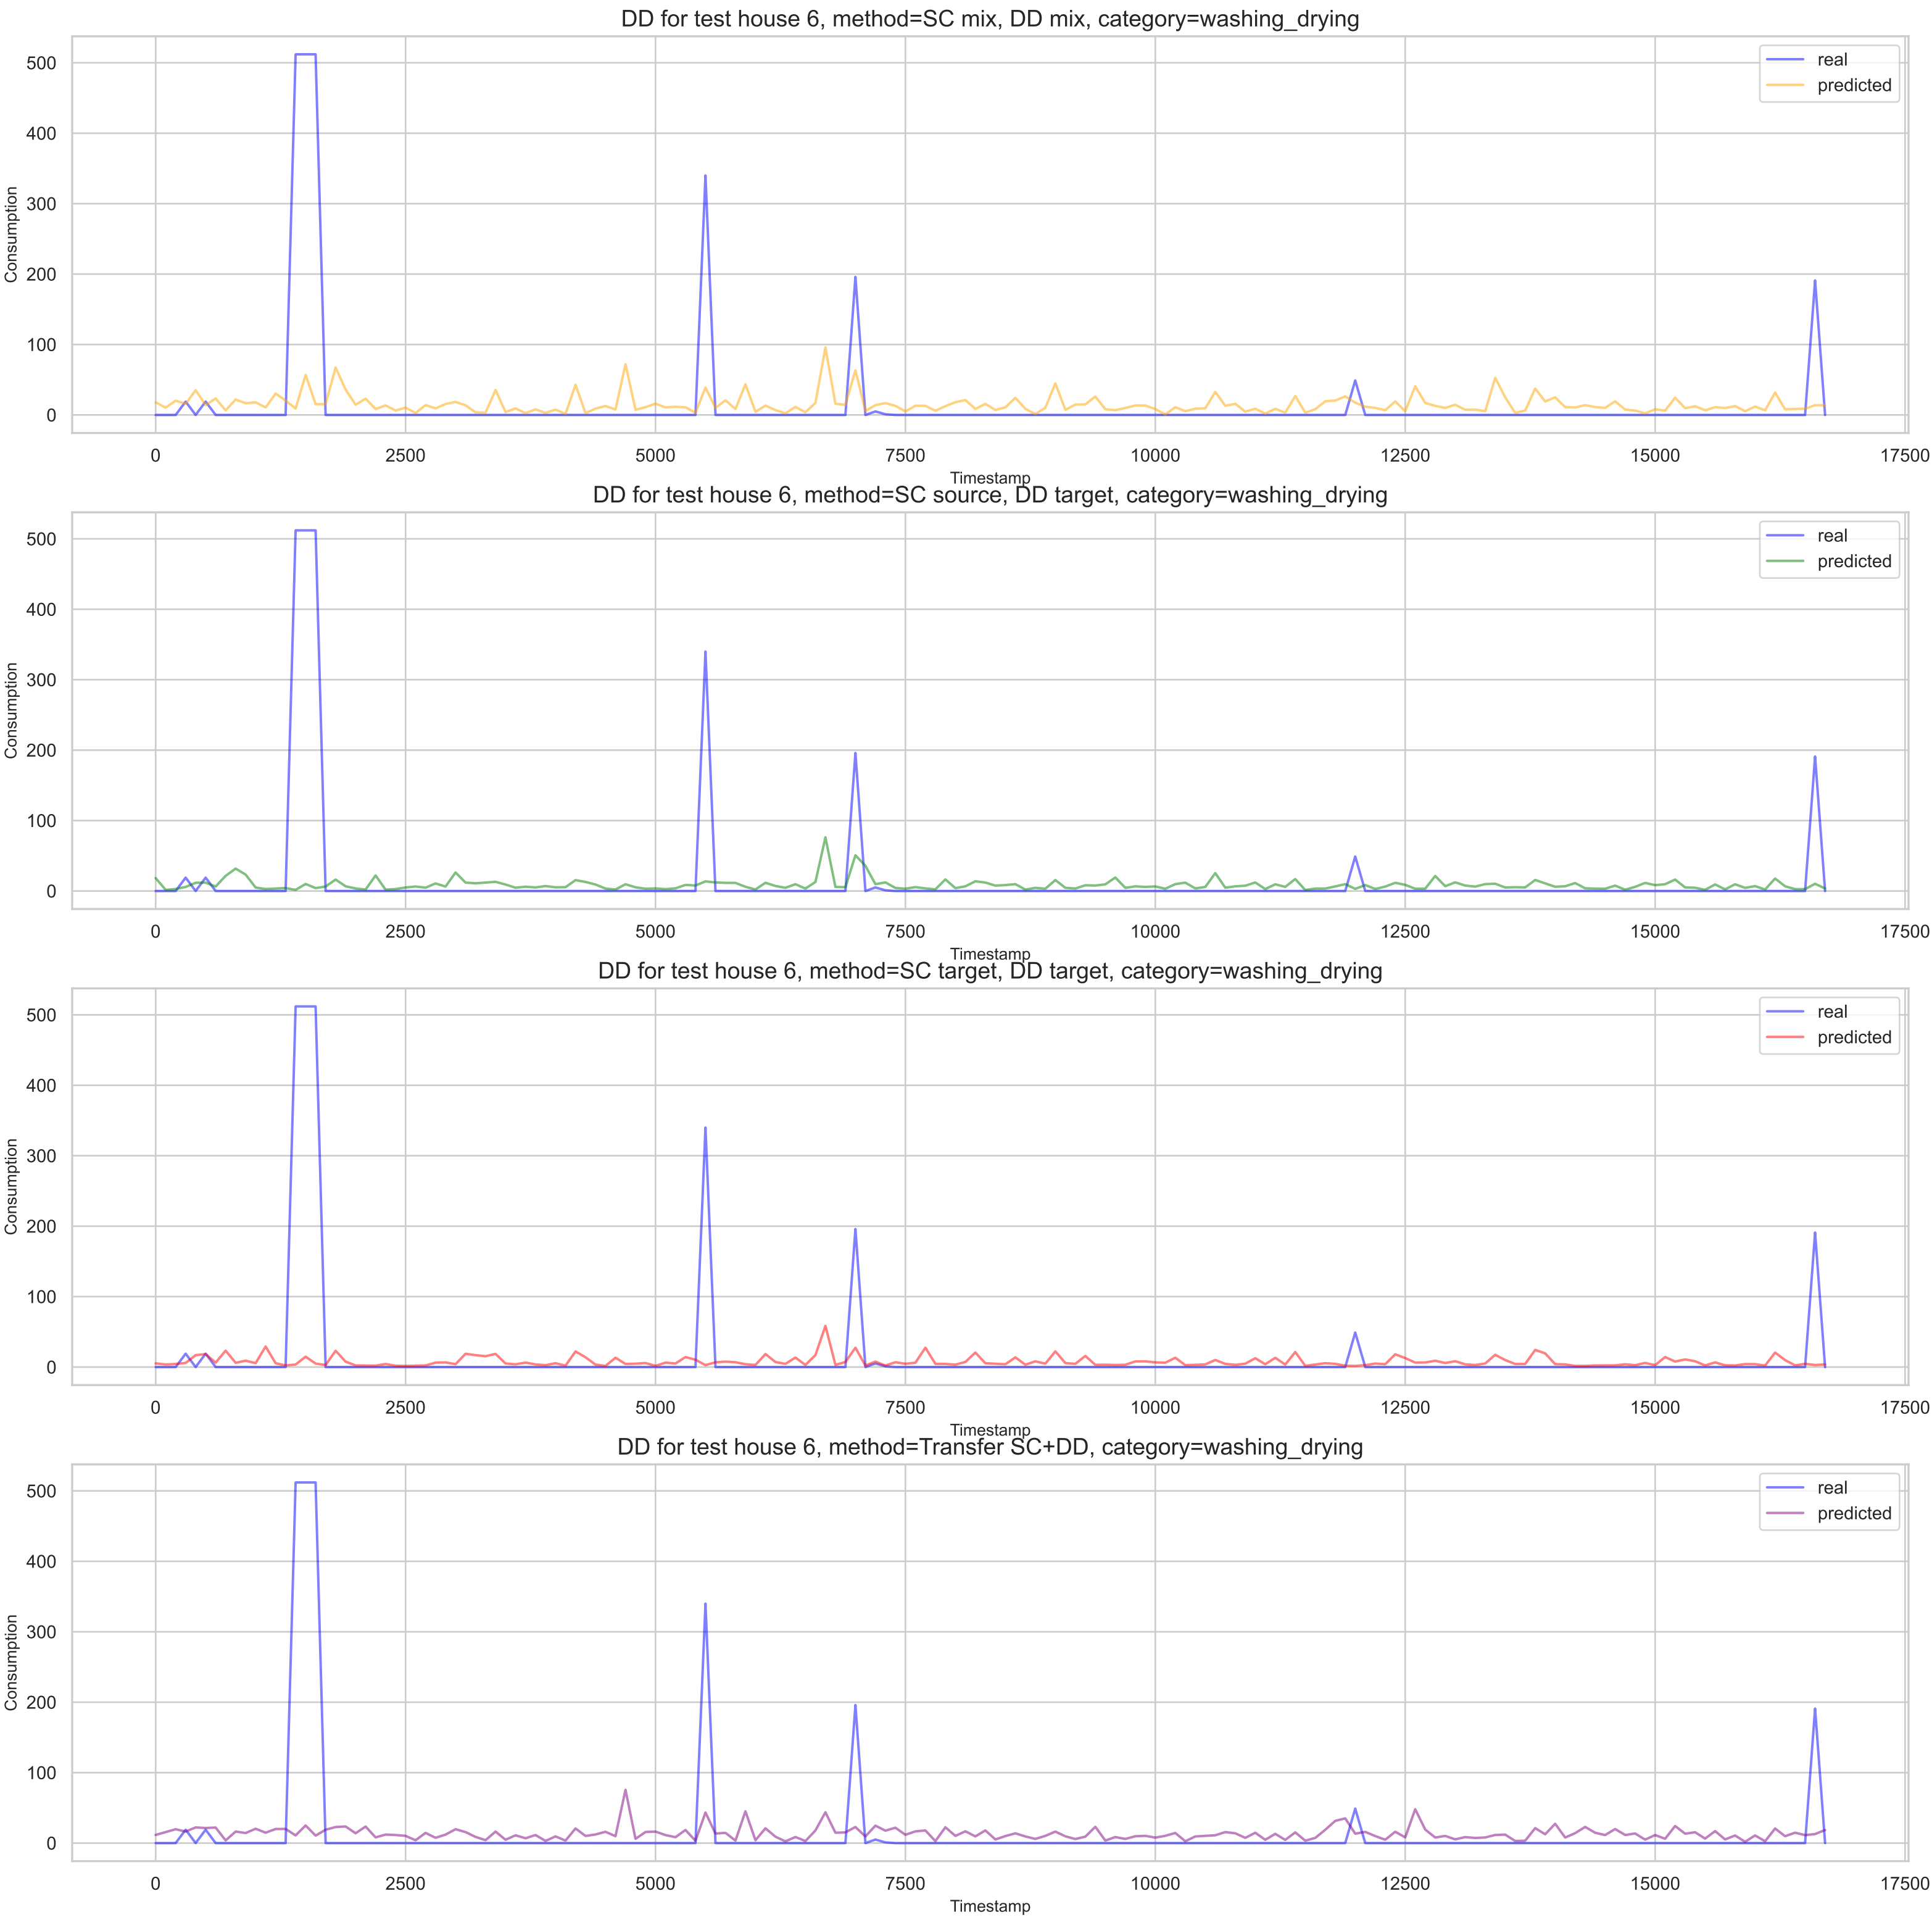 DD for test house 6, method=SC mix, DD mix, category=washing_drying
500
400
300
200
100
0
Consumption
real
predicted
0 2500 5000 7500 10000 12500 15000 17500
Timestamp
DD for test house 6, method=SC source, DD target, category=washing_drying
500
400
300
200
100
0
Consumption
real
predicted
0 2500 5000 7500 10000 12500 15000 17500
Timestamp
DD for test house 6, method=SC target, DD target, category=washing_drying
500
400
300
200
100
0
Consumption
real
predicted
0 2500 5000 7500 10000 12500 15000 17500
Timestamp
DD for test house 6, method=Transfer SC+DD, category=washing_drying
500
400
300
200
100
0
Consumption
real
predicted
0 2500 5000 7500 10000 12500 15000 17500
Timestamp